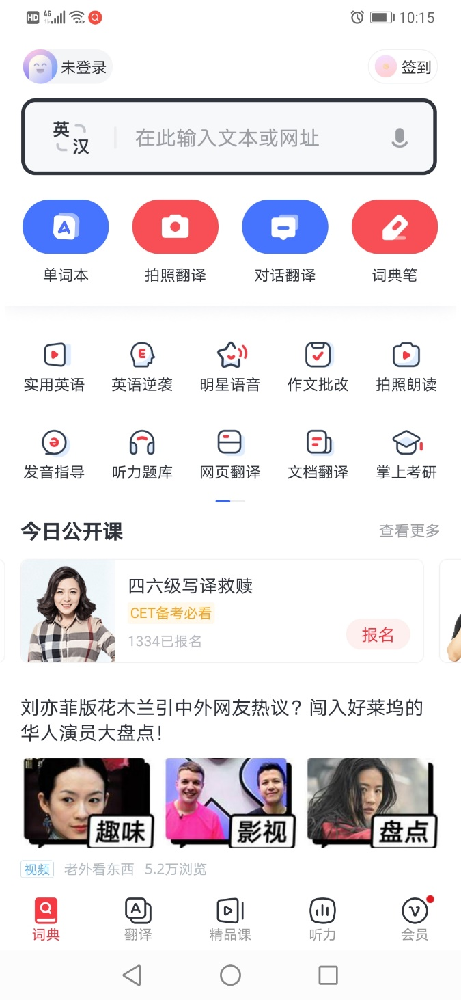 HD 4G 10:15
未登录 签到
英汉 在此输入文本或网址
单词本 拍照翻译 对话翻译 词典笔
实用英语 英语逆袭 明星语音 作文批改 拍照朗读
发音指导 听力题库 网页翻译 文档翻译 掌上考研
今日公开课 查看更多
四六级写译救赎
CET备考必看
1334已报名 报名
刘亦菲版花木兰引中外网友热议?闯入好莱坞的
华人演员大盘点!
趣味 影视 盘点
视频 老外看东西 5.2万浏览
词典 翻译 精品课 听力 会员